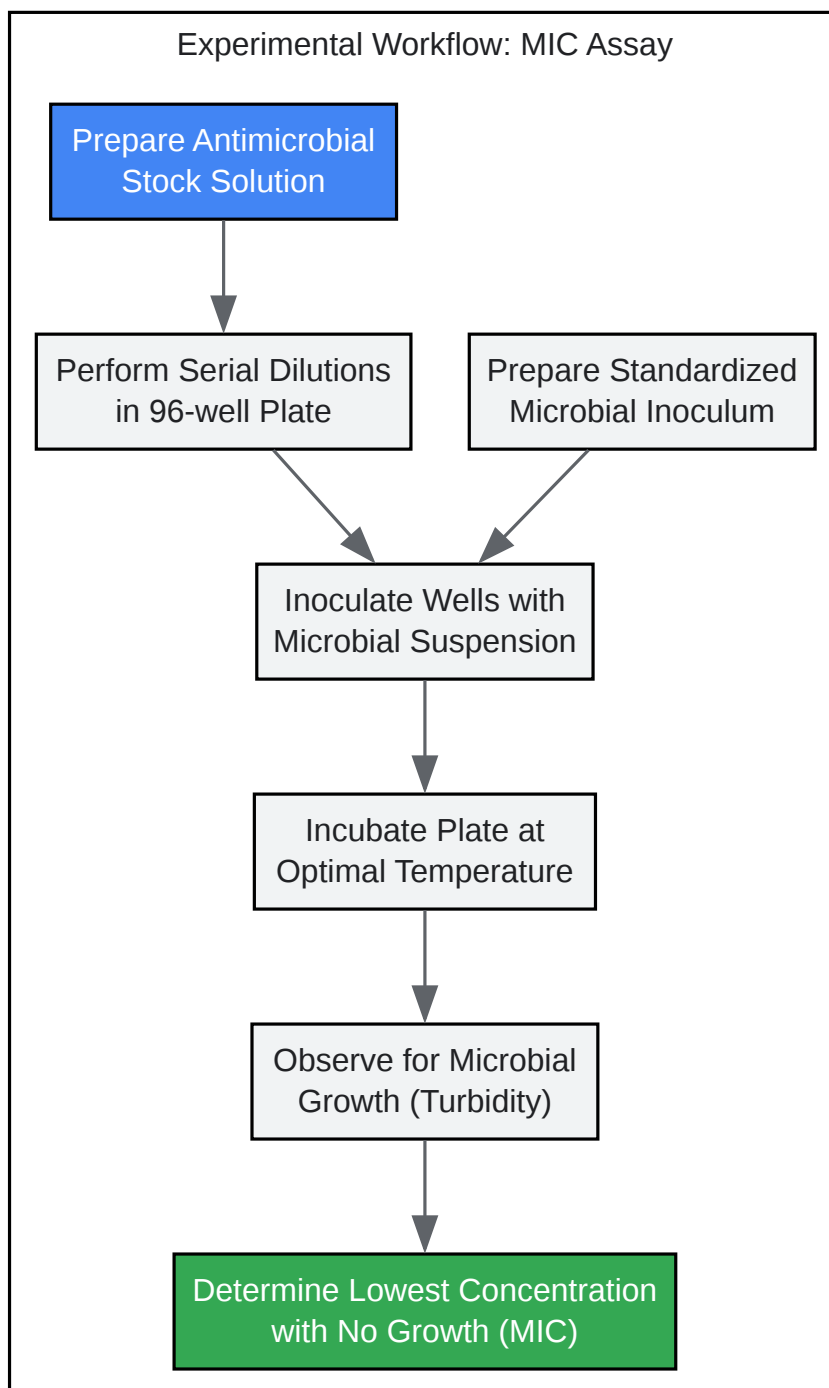 Experimental Workflow: MIC Assay
Prepare Antimicrobial
Stock Solution
Perform Serial Dilutions
in 96-well Plate
Prepare Standardized
Microbial Inoculum
Inoculate Wells with
Microbial Suspension
Incubate Plate at
Optimal Temperature
Observe for Microbial
Growth (Turbidity)
Determine Lowest Concentration
with No Growth (MIC)